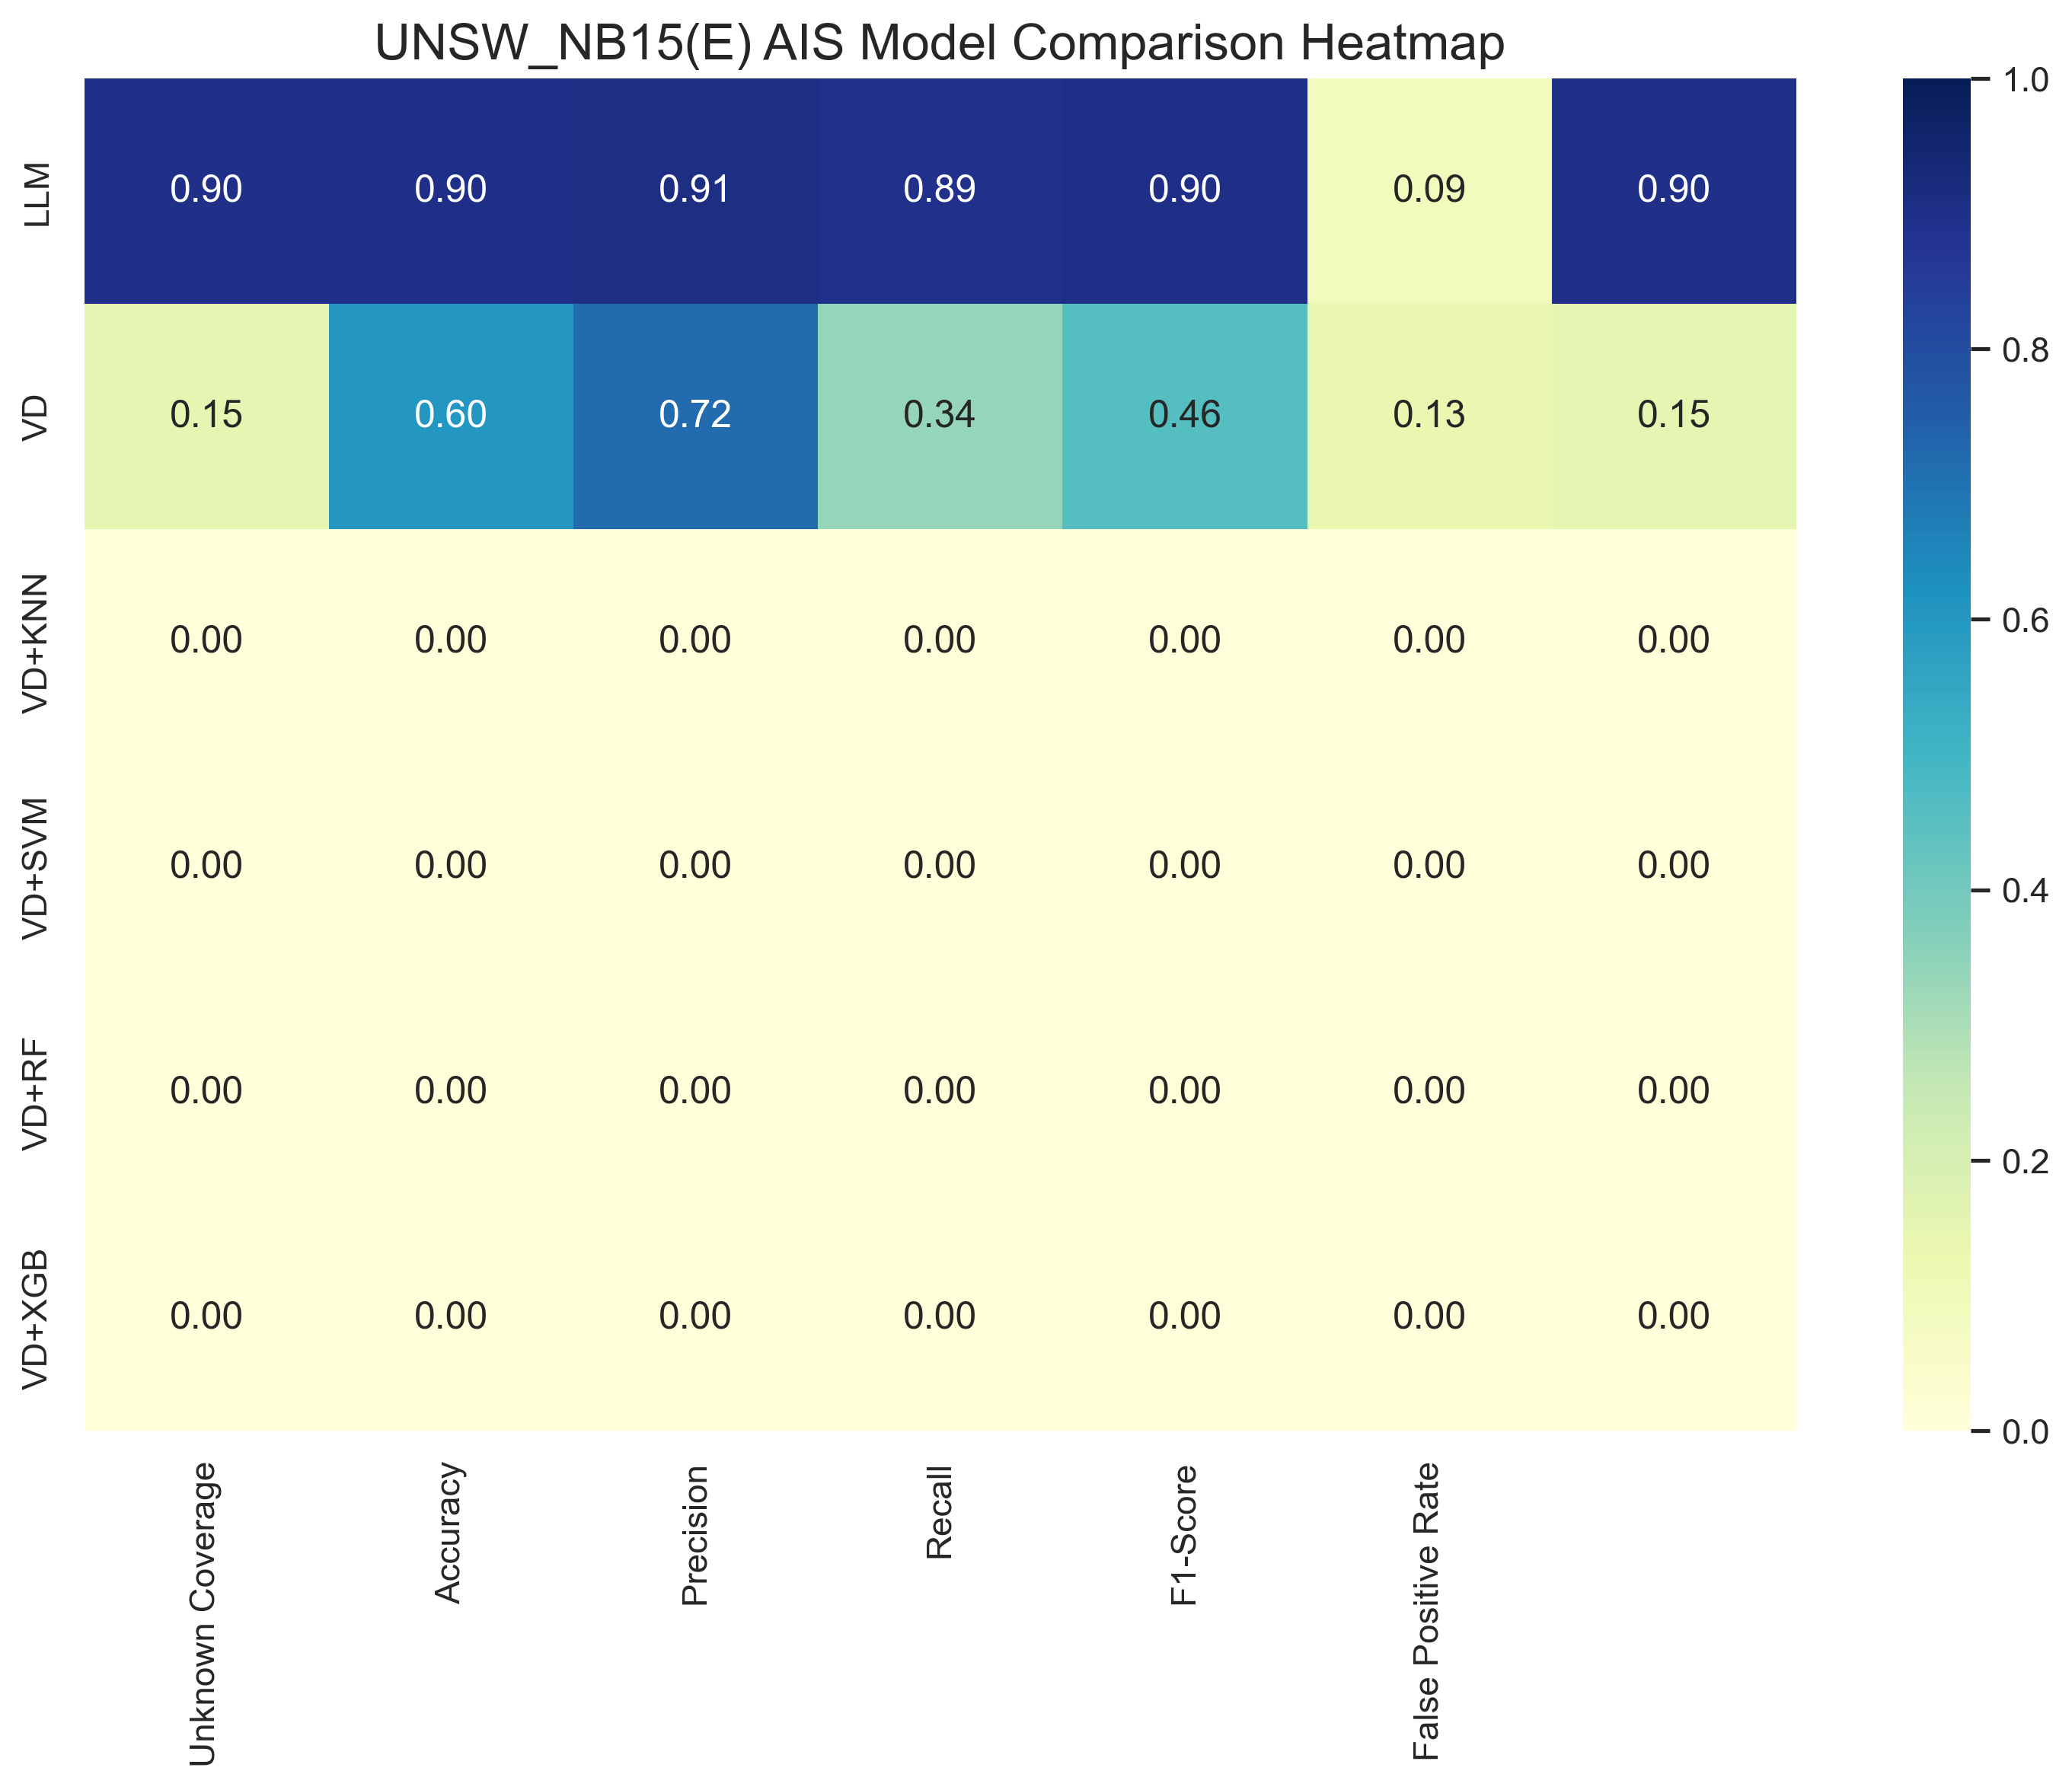 UNSW_NB15(E) AIS Model Comparison Heatmap
LLM 0.90 0.90 0.91 0.89 0.90 0.09 0.90
VD 0.15 0.60 0.72 0.34 0.46 0.13 0.15
VD+KNN 0.00 0.00 0.00 0.00 0.00 0.00 0.00
VD+SVM 0.00 0.00 0.00 0.00 0.00 0.00 0.00
VD+RF 0.00 0.00 0.00 0.00 0.00 0.00 0.00
VD+XGB 0.00 0.00 0.00 0.00 0.00 0.00 0.00
Unknown Coverage
Accuracy
Precision
Recall
F1-Score
False Positive Rate
1.0
0.8
0.6
0.4
0.2
0.0